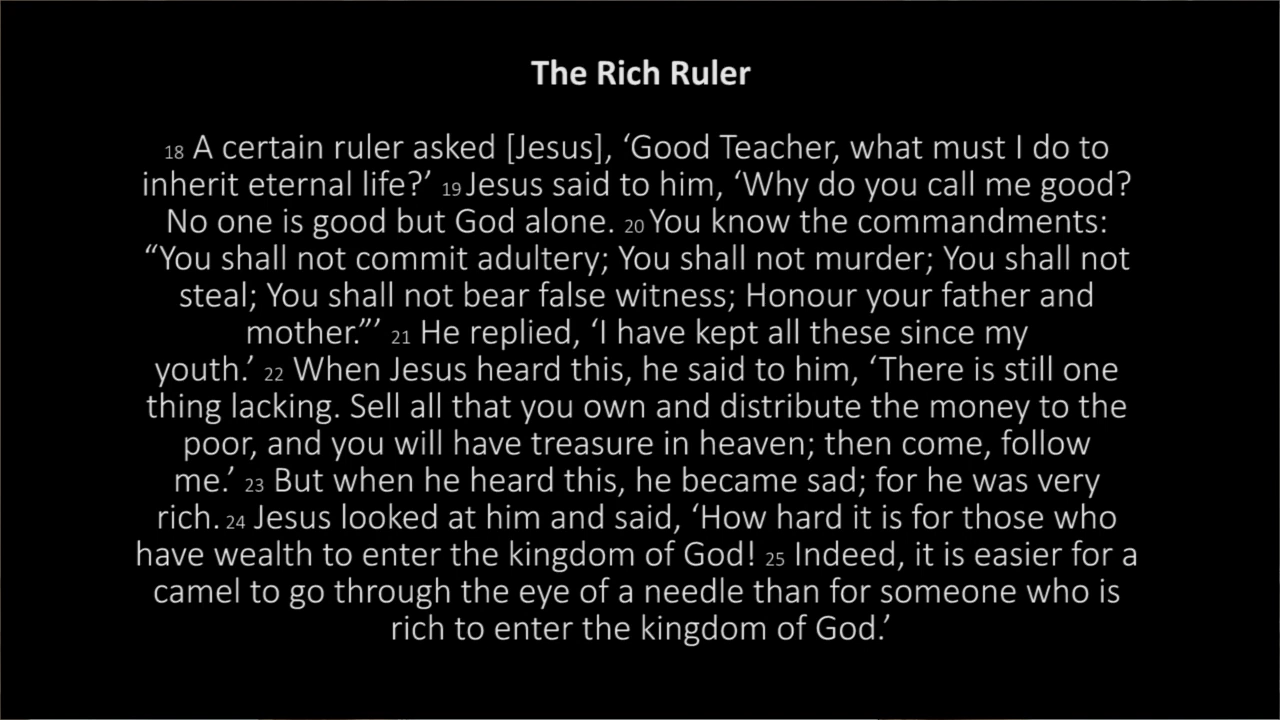 The Rich Ruler
18 A certain ruler asked [Jesus], ‘Good Teacher, what must I do to
inherit eternal life?’ 19 Jesus said to him, ‘Why do you call me good?
No one is good but God alone. 20 You know the commandments:
“You shall not commit adultery; You shall not murder; You shall not
steal; You shall not bear false witness; Honour your father and
mother.”’ 21 He replied, ‘I have kept all these since my
youth.’ 22 When Jesus heard this, he said to him, ‘There is still one
thing lacking. Sell all that you own and distribute the money to the
poor, and you will have treasure in heaven; then come, follow
me.’ 23 But when he heard this, he became sad; for he was very
rich. 24 Jesus looked at him and said, ‘How hard it is for those who
have wealth to enter the kingdom of God! 25 Indeed, it is easier for a
camel to go through the eye of a needle than for someone who is
rich to enter the kingdom of God.’